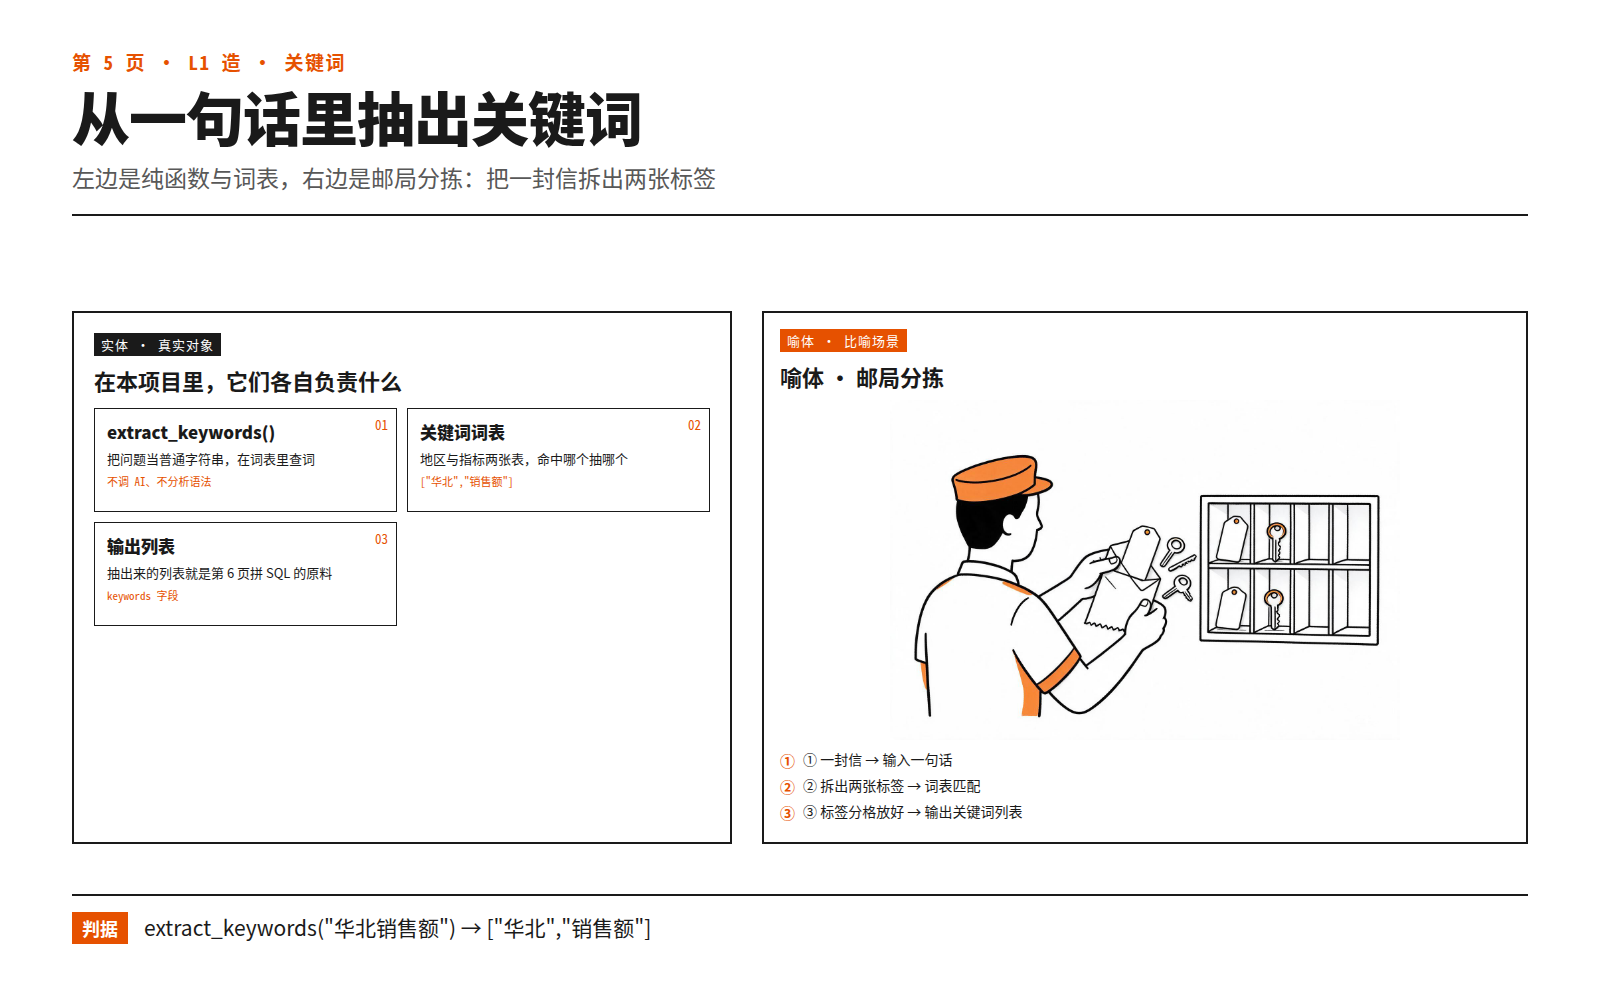 第 5 页 · L1 造 · 关键词
从一句话里抽出关键词
左边是纯函数与词表，右边是邮局分拣：把一封信拆出两张标签
实体 · 真实对象
在本项目里，它们各自负责什么
extract_keywords()
01
把问题当普通字符串，在词表里查词
不调 AI、不分析语法
关键词词表
02
地区与指标两张表，命中哪个抽哪个
["华北","销售额"]
输出列表
03
抽出来的列表就是第 6 页拼 SQL 的原料
keywords 字段
喻体 · 比喻场景
喻体 · 邮局分拣
① ① 一封信 → 输入一句话
② ② 拆出两张标签 → 词表匹配
③ ③ 标签分格放好 → 输出关键词列表
判据 extract_keywords("华北销售额") → ["华北","销售额"]